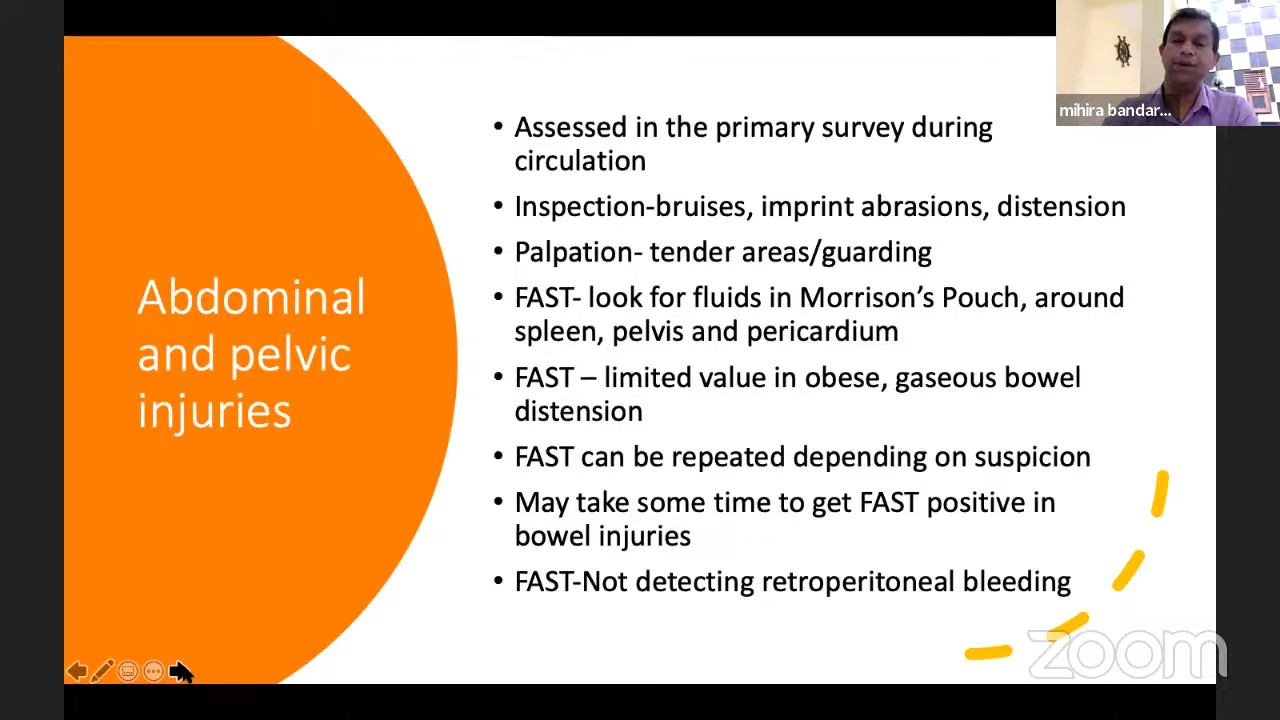 mihira bandar...
Abdominal
and pelvic
injuries
• Assessed in the primary survey during
circulation
• Inspection-bruises, imprint abrasions, distension
• Palpation- tender areas/guarding
• FAST- look for fluids in Morrison’s Pouch, around
spleen, pelvis and pericardium
• FAST – limited value in obese, gaseous bowel
distension
• FAST can be repeated depending on suspicion
• May take some time to get FAST positive in
bowel injuries
• FAST-Not detecting retroperitoneal bleeding
zoom